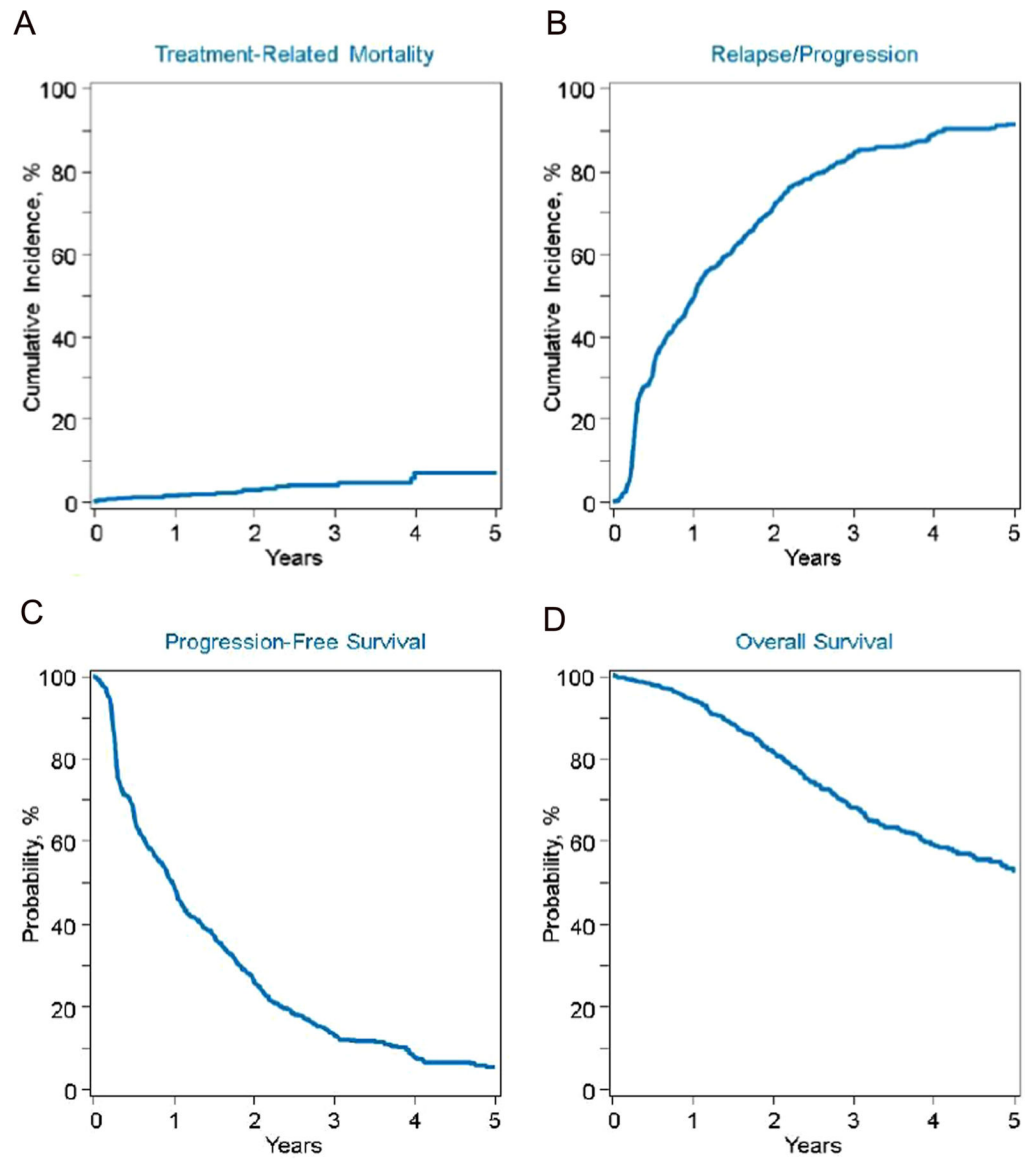 A
Treatment-Related Mortality
Cumulative Incidence, %
100
80
60
40
20
0
0 1 2 3 4 5
Years
B
Relapse/Progression
Cumulative Incidence, %
100
80
60
40
20
0
0 1 2 3 4 5
Years
C
Progression-Free Survival
Probability, %
100
80
60
40
20
0
0 1 2 3 4 5
Years
D
Overall Survival
Probability, %
100
80
60
40
20
0
0 1 2 3 4 5
Years